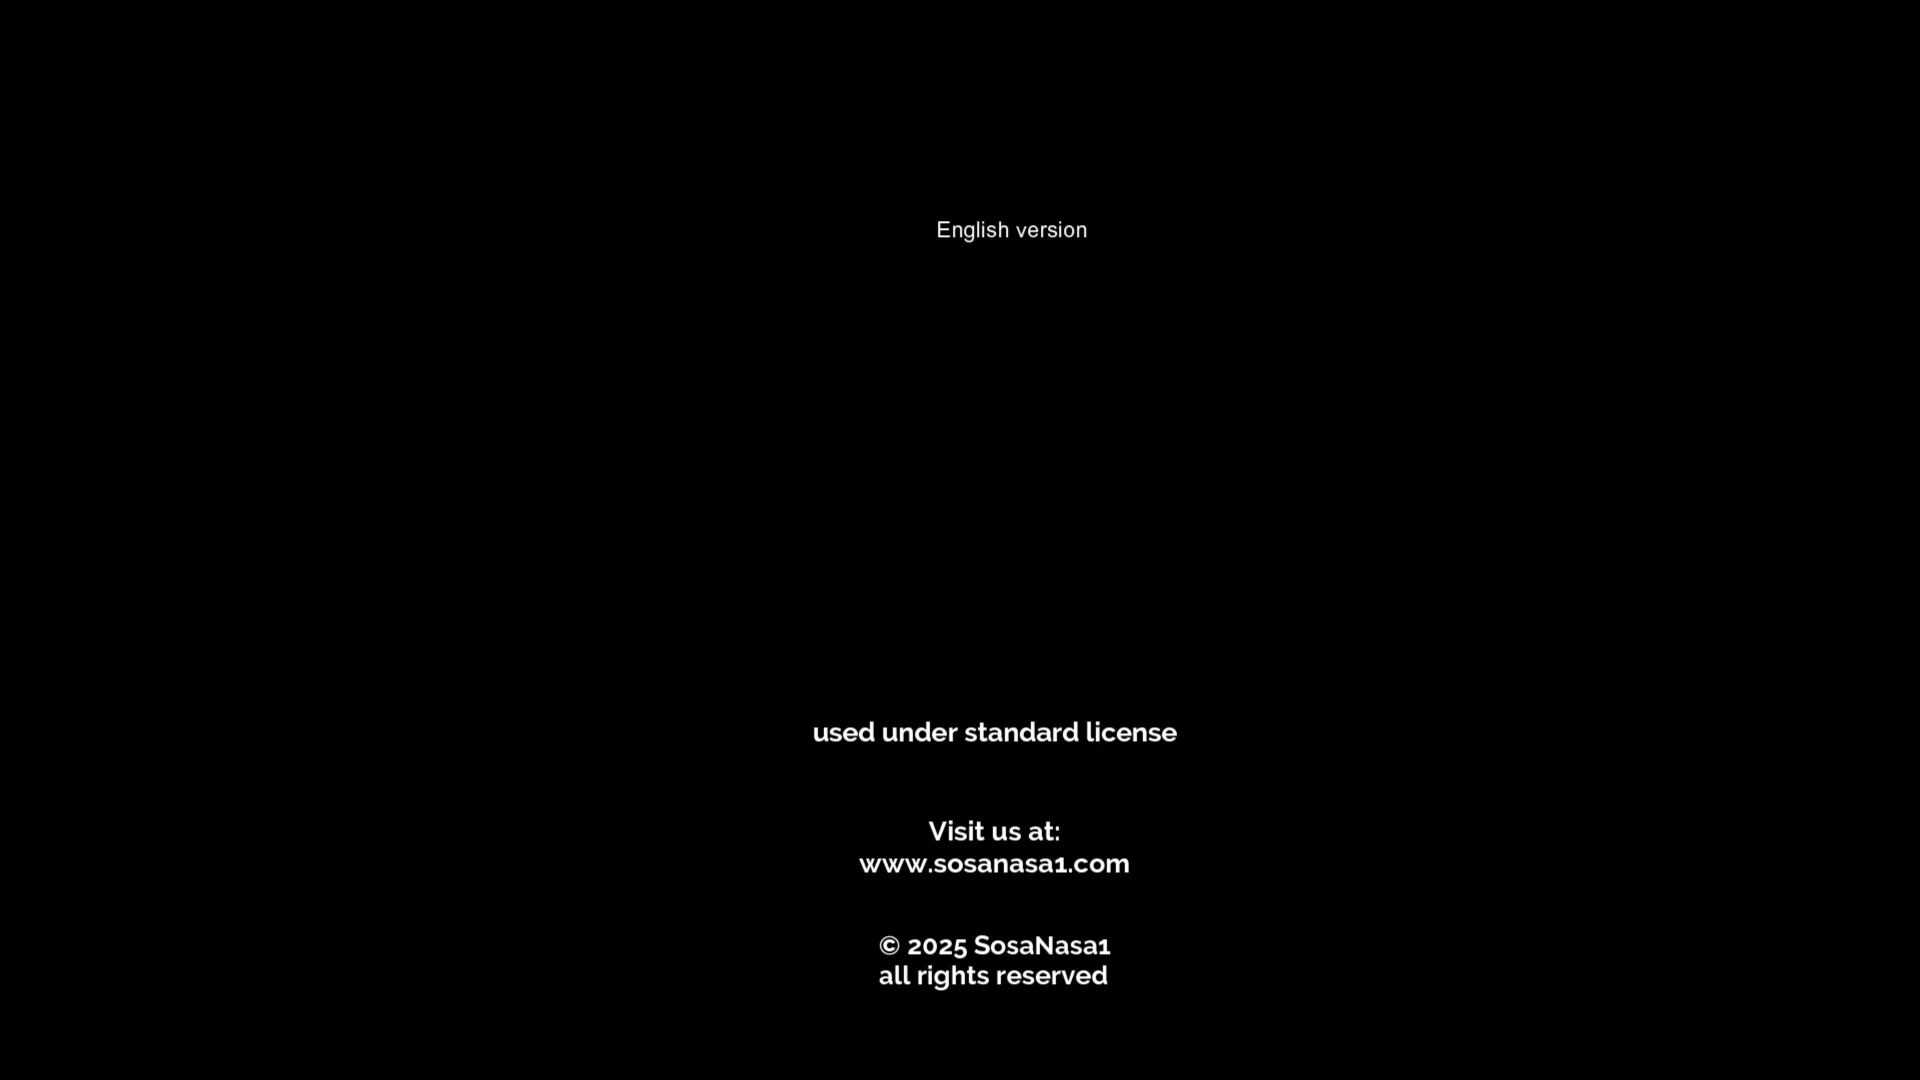 English version
used under standard license
Visit us at:
www.sosanasa1.com
© 2025 SosaNasa1
all rights reserved